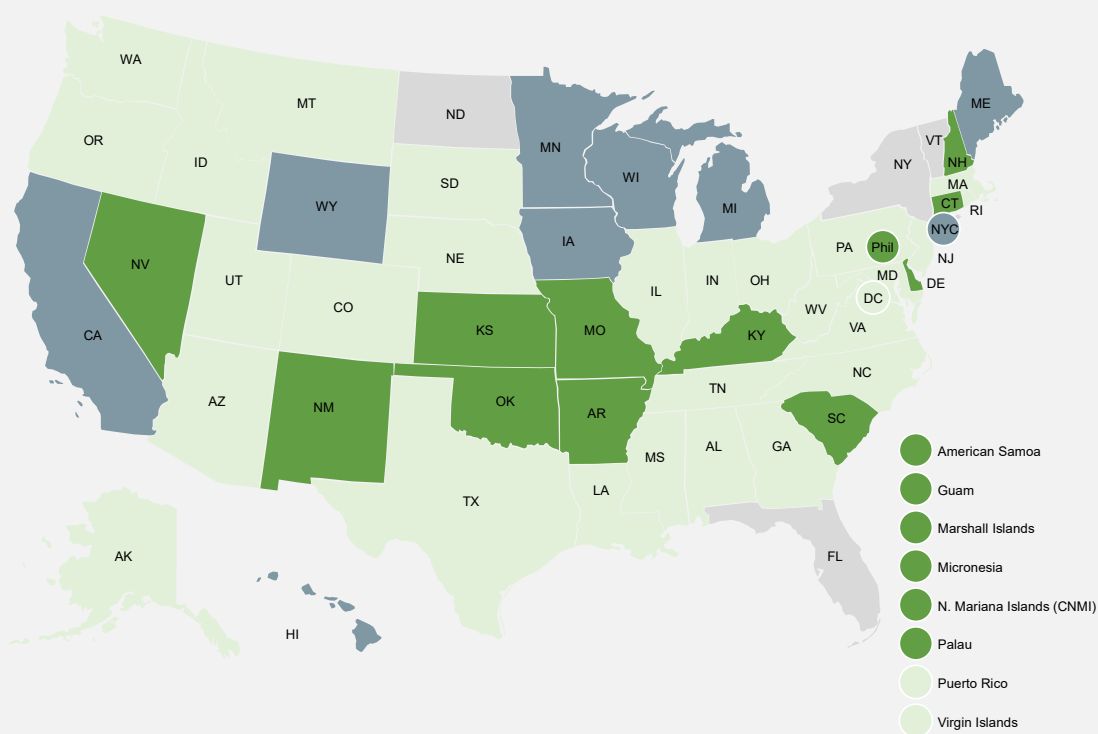 WA
ME
MT
ND
OR
VT
MN
NH
NY
ID
WI
SD
MA
CT
WY
MI
RI
NYC
IA
PA
Phil
NE
NJ
NV
MD
UT
IN
OH
DE
IL
DC
CO
WV
VA
KS
MO
CA
KY
NC
TN
AZ
OK
NM
AR
SC
GA
AL
American Samoa
MS
LA
Guam
TX
Marshall Islands
AK
FL
Micronesia
N. Mariana Islands (CNMI)
HI
Palau
Puerto Rico
Virgin Islands